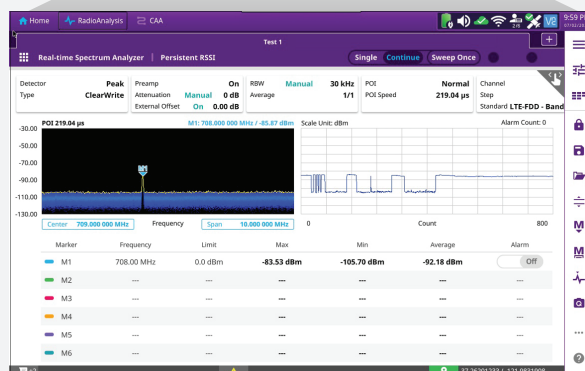 Home RadioAnalysis CAA 2/6 V2 9:59 PM
Test 1
Real-time Spectrum Analyzer | Persistent RSSI Single Continue Sweep Once
Detector Peak Preamp On RBW Manual 30 kHz POI Normal Channel
Type ClearWrite Attenuation Manual 0 dB Average 1/1 POI Speed 219.04 µs Step
External Offset On 0.00 dB Standard LTE-FDD - Band
POI 219.04 µs M1: 708.000 000 MHz / -85.87 dBm Scale Unit: dBm Alarm Count: 0
-30.00
-50.00
-70.00
-90.00
M1
-110.00
-130.00
Center 709.000 000 MHz Frequency Span 10.000 000 MHz 0 Count 800
Marker Frequency Limit Max Min Average Alarm
M1 708.00 MHz 0.0 dBm -83.53 dBm -105.70 dBm -92.18 dBm Off
M2 --- --- --- --- --- ---
M3 --- --- --- --- --- ---
M4 --- --- --- --- --- ---
M5 --- --- --- --- --- ---
M6 --- --- --- --- --- ---
M
M